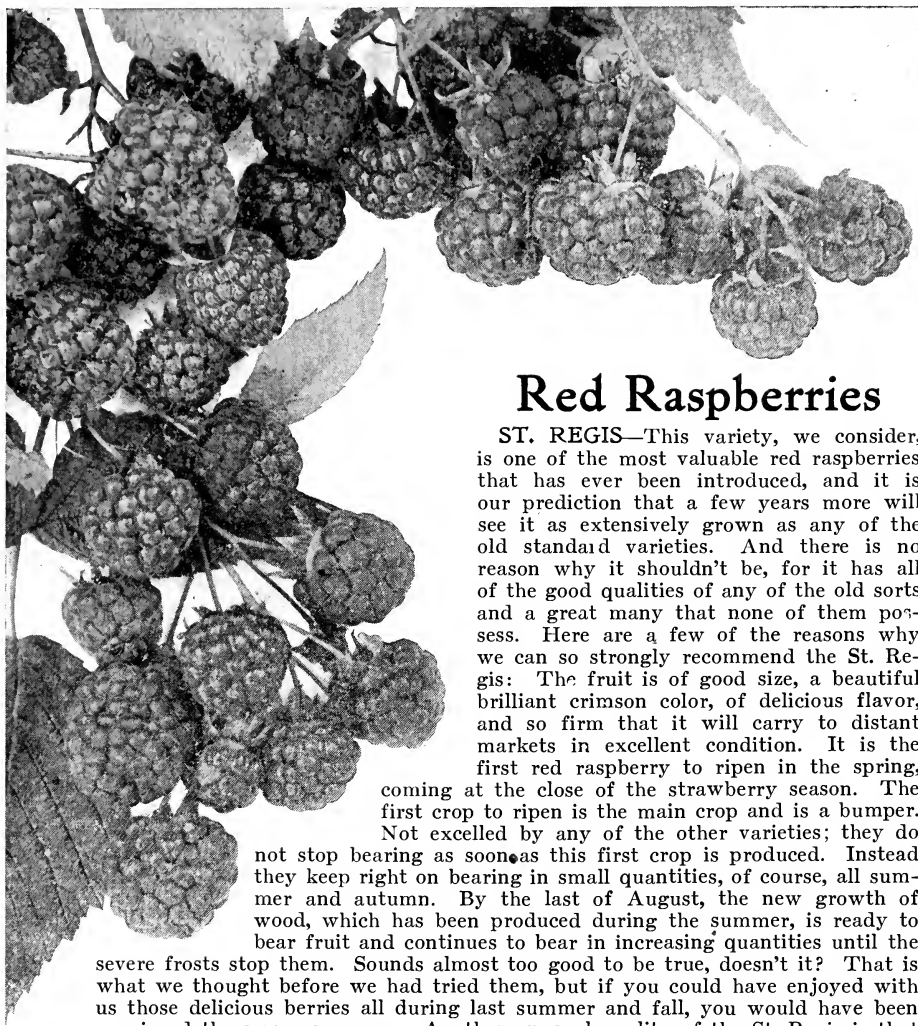 Red Raspberries
ST. REGIS—This variety, we consider,
is one of the most valuable red raspberries
that has ever been introduced, and it is
our prediction that a few years more will
see it as extensively grown as any of the
old standard varieties. And there is no
reason why it shouldn't be, for it has all
of the good qualities of any of the old sorts
and a great many that none of them pos-
sess. Here are a few of the reasons why
we can so strongly recommend the St. Re-
gis: The fruit is of good size, a beautiful
brilliant crimson color, of delicious flavor,
and so firm that it will carry to distant
markets in excellent condition. It is the
first red raspberry to ripen in the spring,
coming at the close of the strawberry season. The
first crop to ripen is the main crop and is a bumper.
Not excelled by any of the other varieties; they do
not stop bearing as soon as this first crop is produced. Instead
they keep right on bearing in small quantities, of course, all sum-
mer and autumn. By the last of August, the new growth of
wood, which has been produced during the summer, is ready to
bear fruit and continues to bear in increasing quantities until the
severe frosts stop them. Sounds almost too good to be true, doesn't it? That is
what we thought before we had tried them, but if you could have enjoyed with
us those delicious berries all during last summer and fall, you would have been